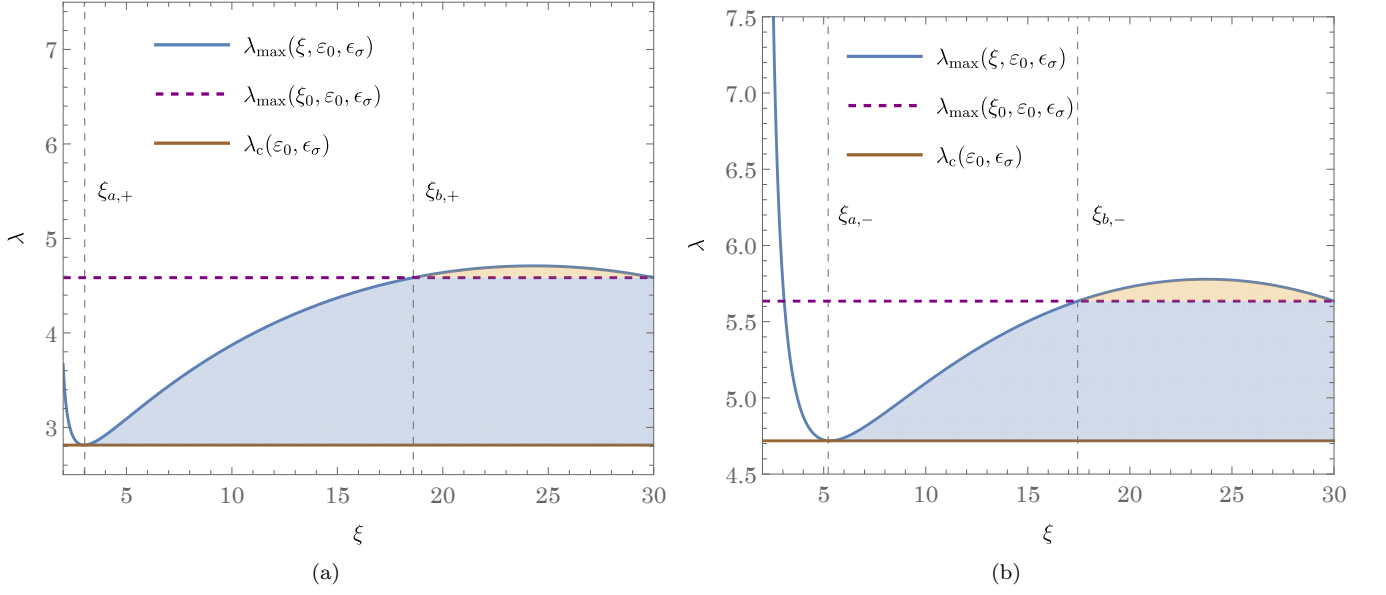 λmax(ξ, ε0, ϵσ)
λmax(ξ0, ε0, ϵσ)
λc(ε0, ϵσ)
ξa,+
ξb,+
λ
7
6
5
4
3
5 10 15 20 25 30
ξ
(a)
λmax(ξ, ε0, ϵσ)
λmax(ξ0, ε0, ϵσ)
λc(ε0, ϵσ)
ξa,−
ξb,−
λ
7.5
7.0
6.5
6.0
5.5
5.0
4.5
5 10 15 20 25 30
ξ
(b)